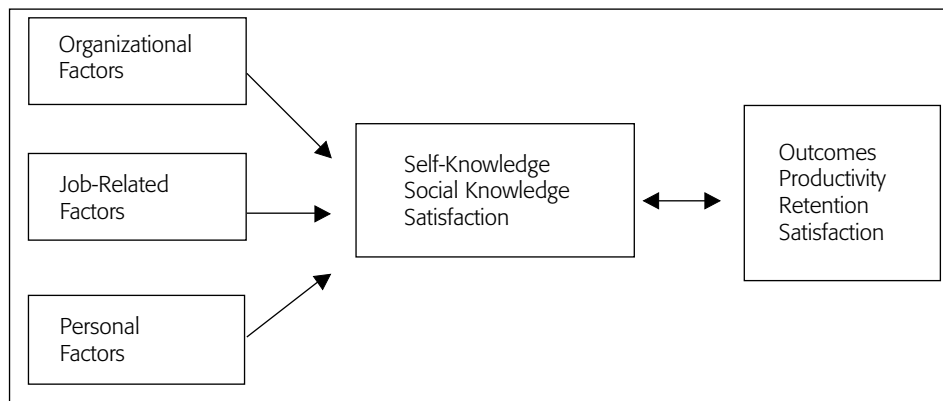 Organizational
Factors
Job-Related
Factors
Personal
Factors
Self-Knowledge
Social Knowledge
Satisfaction
Outcomes
Productivity
Retention
Satisfaction